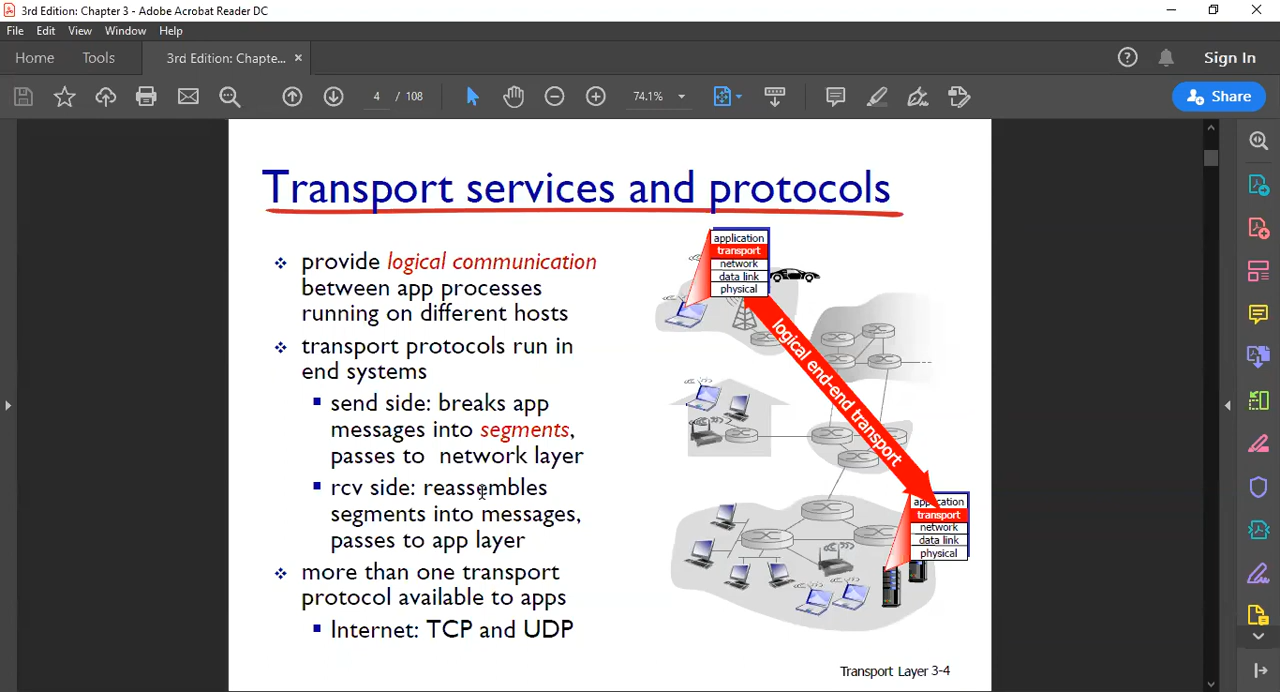 3rd Edition: Chapter 3 - Adobe Acrobat Reader DC
File Edit View Window Help
Home Tools 3rd Edition: Chapte... × Sign In
4 / 108 74.1% Share
Transport services and protocols
provide logical communication
between app processes
running on different hosts
transport protocols run in
end systems
send side: breaks app
messages into segments,
passes to network layer
rcv side: reassembles
segments into messages,
passes to app layer
more than one transport
protocol available to apps
Internet: TCP and UDP
application
transport
network
data link
physical
logical end-end transport
application
transport
network
data link
physical
Transport Layer 3-4